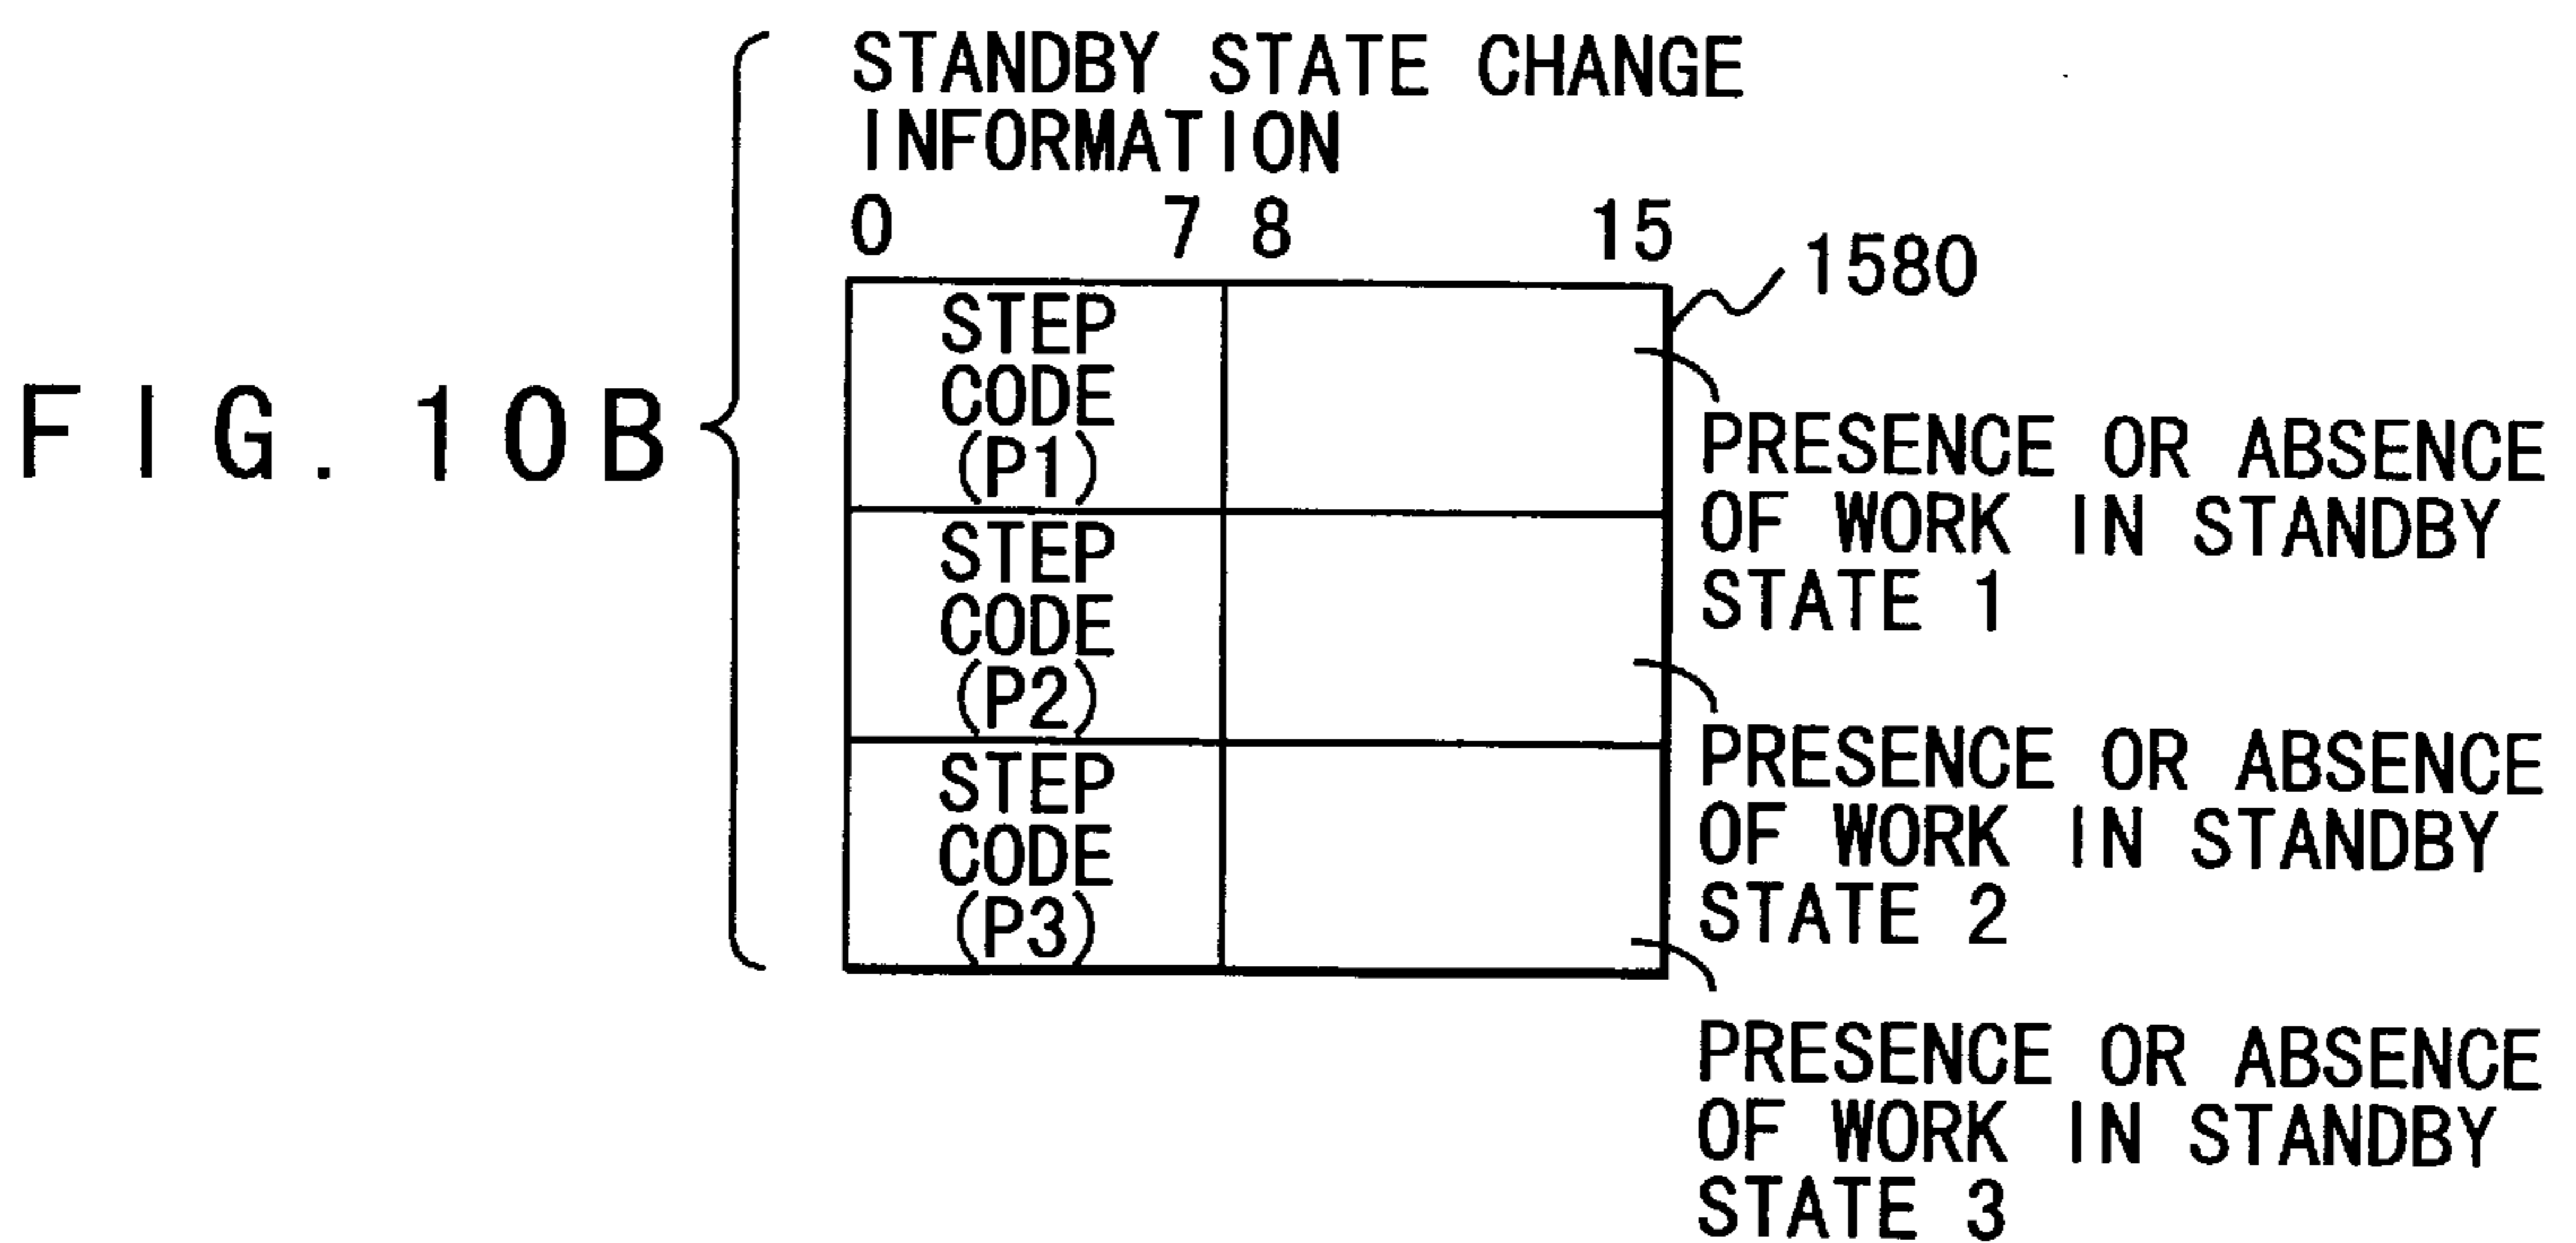 FIG. 10B
STANDBY STATE CHANGE
INFORMATION
0 7 8 15
1580
STEP
CODE
(P1)
PRESENCE OR ABSENCE
OF WORK IN STANDBY
STATE 1
STEP
CODE
(P2)
PRESENCE OR ABSENCE
OF WORK IN STANDBY
STATE 2
STEP
CODE
(P3)
PRESENCE OR ABSENCE
OF WORK IN STANDBY
STATE 3